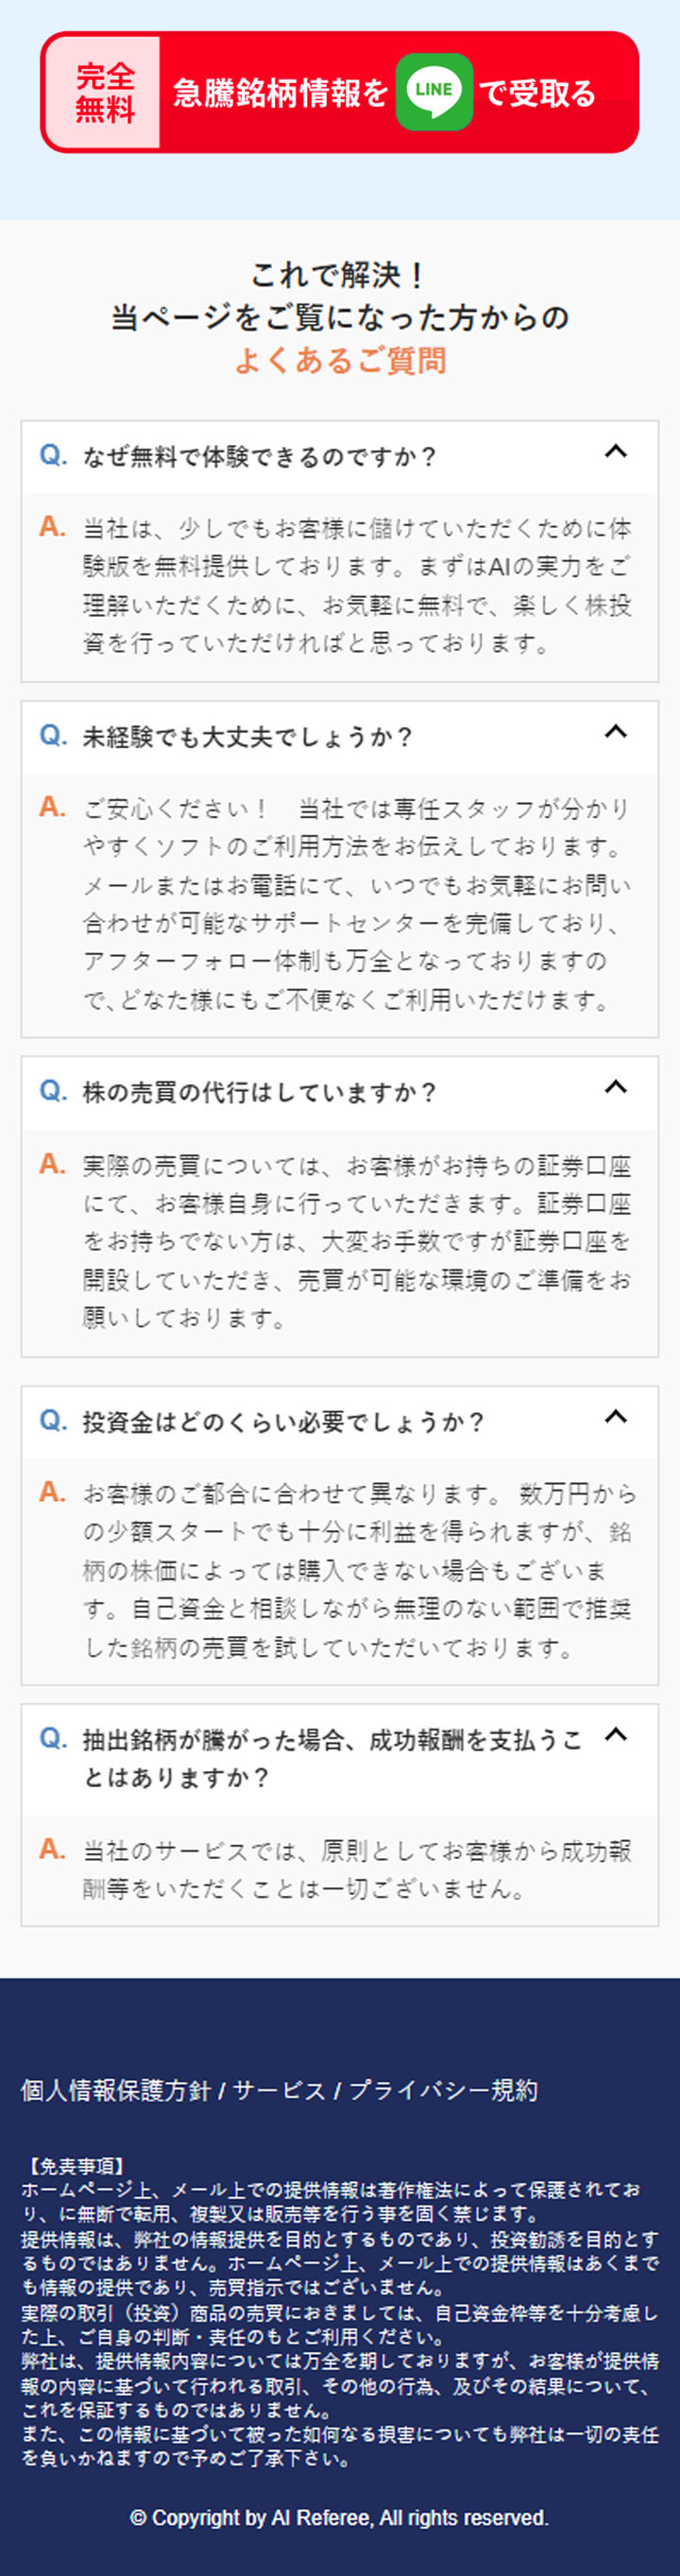 完全
無料
急騰銘柄情報を LINE で受取る
これで解決！
当ページをご覧になった方からの
よくあるご質問
Q. なぜ無料で体験できるのですか？
A. 当社は、少しでもお客様に儲けていただくために体
験版を無料提供しております。まずはAIの実力をご
理解いただくために、お気軽に無料で、楽しく株投
資を行っていただければと思っております。
Q. 未経験でも大丈夫でしょうか？
A. ご安心ください！　当社では専任スタッフが分かり
やすくソフトのご利用方法をお伝えしております。
メールまたはお電話にて、いつでもお気軽にお問い
合わせが可能なサポートセンターを完備しており、
アフターフォロー体制も万全となっておりますの
で、どなた様にもご不便なくご利用いただけます。
Q. 株の売買の代行はしていますか？
A. 実際の売買については、お客様がお持ちの証券口座
にて、お客様自身に行っていただきます。証券口座
をお持ちでない方は、大変お手数ですが証券口座を
開設していただき、売買が可能な環境のご準備をお
願いしております。
Q. 投資金はどのくらい必要でしょうか？
A. お客様のご都合に合わせて異なります。 数万円から
の少額スタートでも十分に利益を得られますが、銘
柄の株価によっては購入できない場合もございま
す。自己資金と相談しながら無理のない範囲で推奨
した銘柄の売買を試していただいております。
Q. 抽出銘柄が騰がった場合、成功報酬を支払うこ
とはありますか？
A. 当社のサービスでは、原則としてお客様から成功報
酬等をいただくことは一切ございません。
個人情報保護方針 / サービス / プライバシー規約
【免責事項】
ホームページ上、メール上での提供情報は著作権法によって保護されてお
り、に無断で転用、複製又は販売等を行う事を固く禁じます。
提供情報は、弊社の情報提供を目的とするものであり、投資勧誘を目的とす
るものではありません。ホームページ上、メール上での提供情報はあくまで
も情報の提供であり、売買指示ではございません。
実際の取引（投資）商品の売買におきましては、自己資金枠等を十分考慮し
た上、ご自身の判断・責任のもとご利用ください。
弊社は、提供情報内容については万全を期しておりますが、お客様が提供情
報の内容に基づいて行われる取引、その他の行為、及びその結果について、
これを保証するものではありません。
また、この情報に基づいて被った如何なる損害についても弊社は一切の責任
を負いかねますので予めご了承下さい。
© Copyright by AI Referee, All rights reserved.